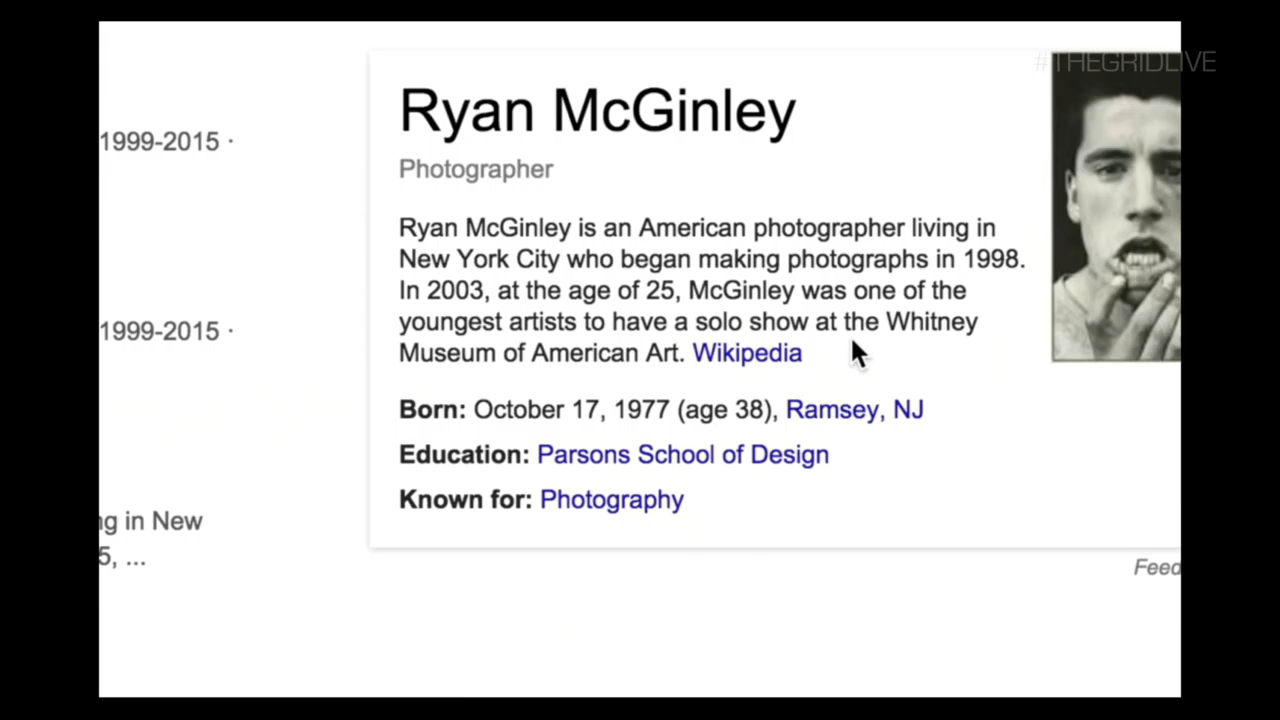 #THEGRIDLIVE
1999-2015 ·
1999-2015 ·
ng in New
5, ...
Ryan McGinley
Photographer
Ryan McGinley is an American photographer living in
New York City who began making photographs in 1998.
In 2003, at the age of 25, McGinley was one of the
youngest artists to have a solo show at the Whitney
Museum of American Art. Wikipedia
Born: October 17, 1977 (age 38), Ramsey, NJ
Education: Parsons School of Design
Known for: Photography
Feed